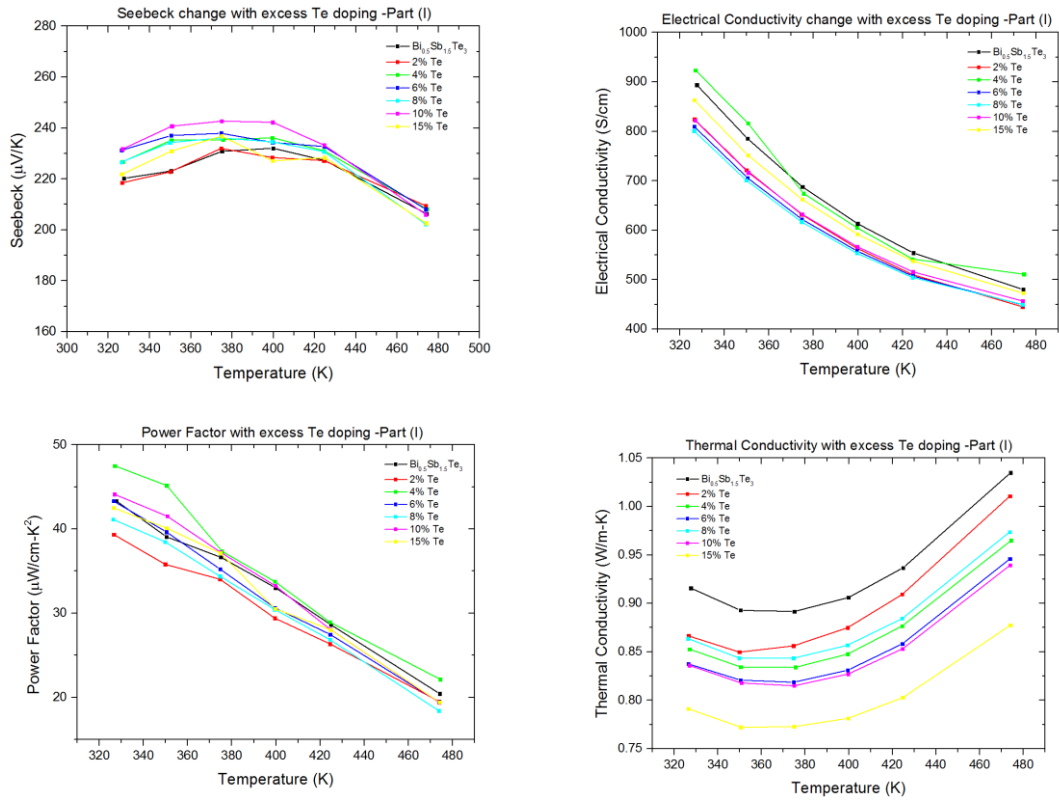 Seebeck change with excess Te doping -Part (I)
280
260
240
220
200
180
160
Seebeck (μV/K)
Bi0.5Sb1.5Te3
2% Te
4% Te
6% Te
8% Te
10% Te
15% Te
300 320 340 360 380 400 420 440 460 480 500
Temperature (K)
Electrical Conductivity change with excess Te doping -Part (I)
1000
900
800
700
600
500
400
Electrical Conductivity (S/cm)
Bi0.5Sb1.5Te3
2% Te
4% Te
6% Te
8% Te
10% Te
15% Te
320 340 360 380 400 420 440 460 480
Temperature (K)
Power Factor with excess Te doping -Part (I)
50
40
30
20
Power Factor (μW/cm-K²)
Bi0.5Sb1.5Te3
2% Te
4% Te
6% Te
8% Te
10% Te
15% Te
320 340 360 380 400 420 440 460 480
Temperature (K)
Thermal Conductivity with excess Te doping -Part (I)
1.05
1.00
0.95
0.90
0.85
0.80
0.75
Thermal Conductivity (W/m-K)
Bi0.5Sb1.5Te3
2% Te
4% Te
6% Te
8% Te
10% Te
15% Te
320 340 360 380 400 420 440 460 480
Temperature (K)